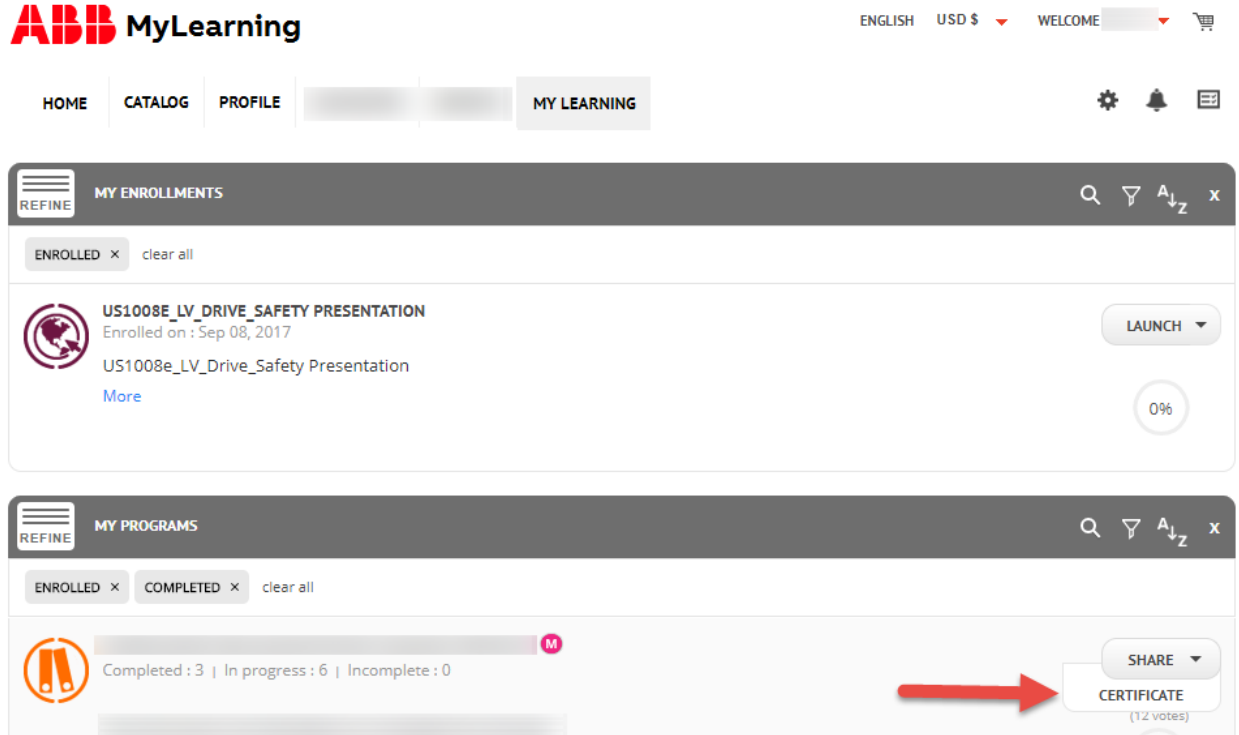 ABB MyLearning
ENGLISH USD $ WELCOME
HOME CATALOG PROFILE MY LEARNING
REFINE MY ENROLLMENTS A Z x
ENROLLED × clear all
US1008E_LV_DRIVE_SAFETY PRESENTATION
Enrolled on : Sep 08, 2017
LAUNCH
US1008e_LV_Drive_Safety Presentation
More
0%
REFINE MY PROGRAMS A Z x
ENROLLED × COMPLETED × clear all
M
Completed : 3 | In progress : 6 | Incomplete : 0
SHARE
CERTIFICATE
(12 votes)